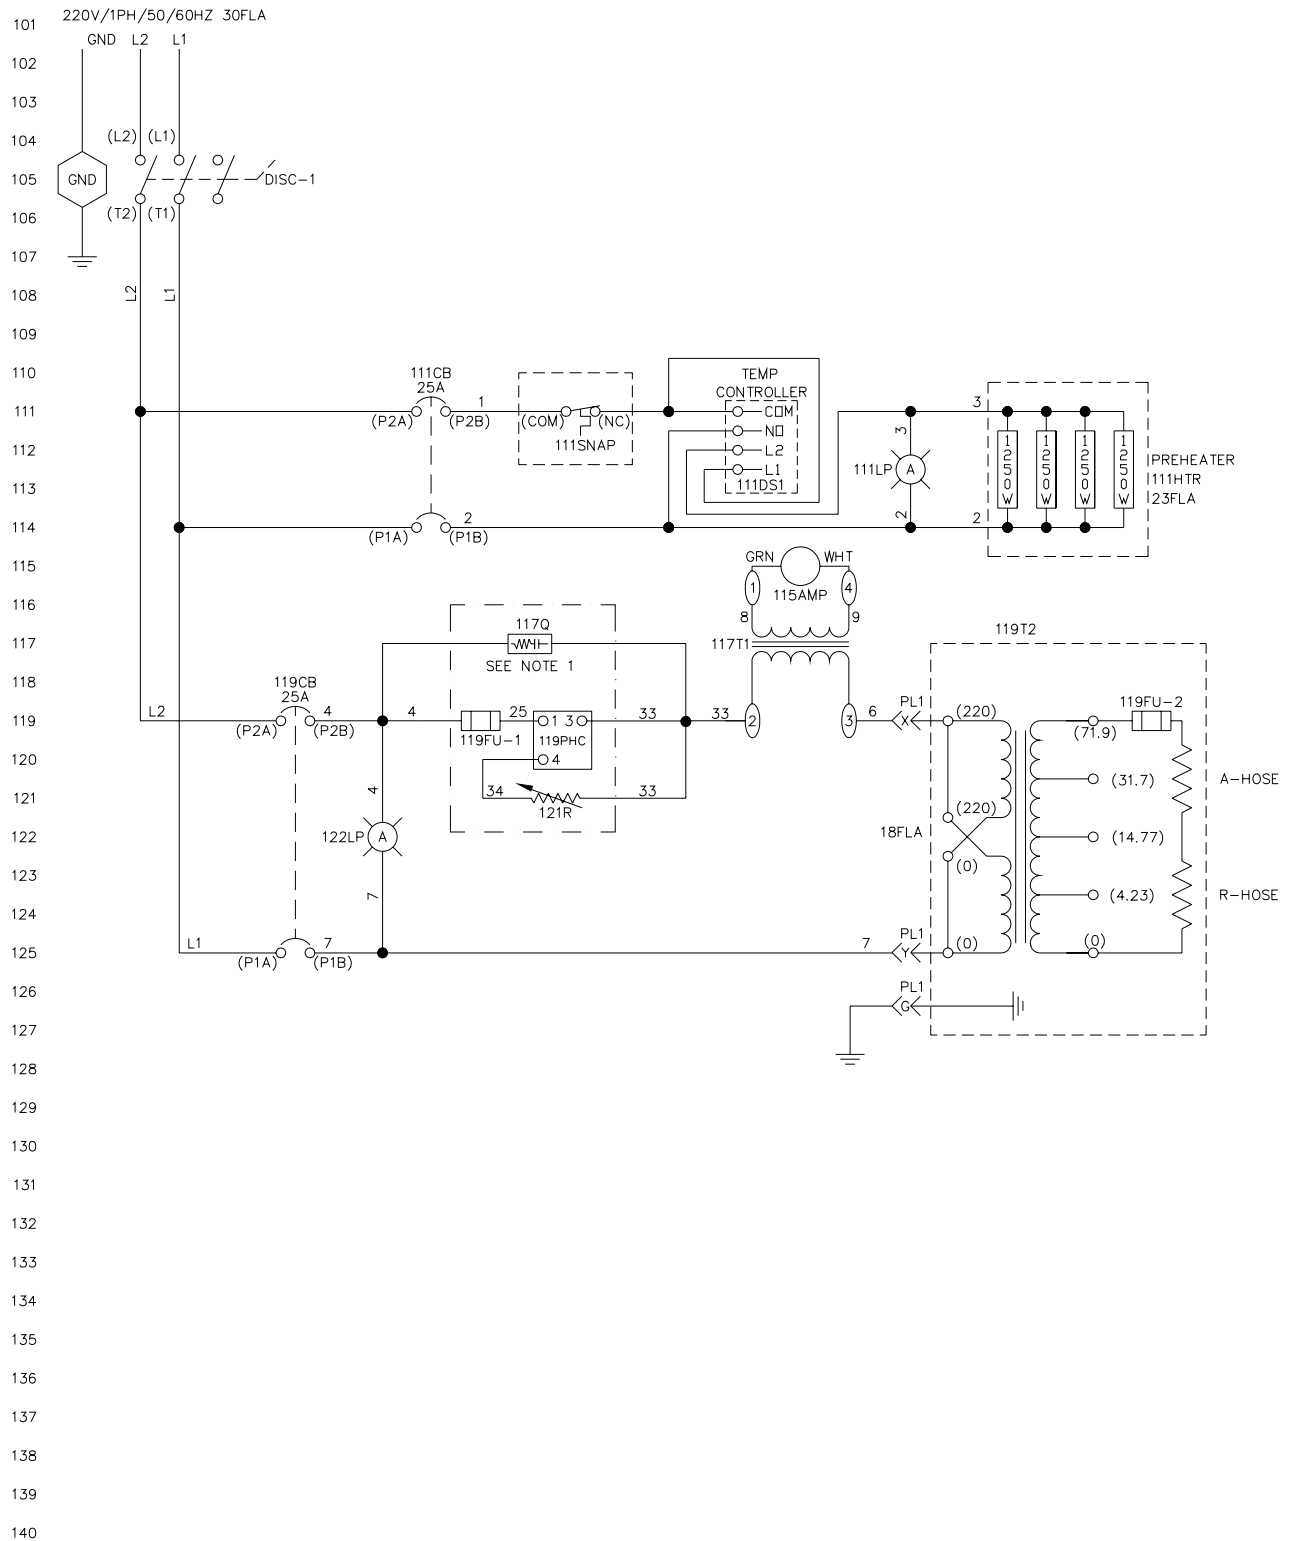 101
220V/1PH/50/60HZ 30FLA
GND L2 L1
102
103
104
(L2) (L1)
105
GND
DISC-1
106
(T2) (T1)
107
108
L2
L1
109
110
111CB
25A
TEMP
CONTROLLER
111
(P2A)
(P2B)
1
(COM)
(NC)
111SNAP
COM
NO
L2
L1
111DS1
3
3
112
111LP
A
1250W
1250W
1250W
1250W
PREHEATER
111HTR
23FLA
113
114
(P1A)
(P1B)
2
2
2
115
GRN
WHT
115AMP
1
4
116
8
9
117Q
119T2
117
117T1
SEE NOTE 1
118
119CB
25A
PL1
119FU-2
119
L2
(P2A)
(P2B)
4
4
25
1 3
33
33
2
3
6
X
(220)
(71.9)
119FU-1
119PHC
120
4
(31.7)
A-HOSE
121
4
34
121R
33
(220)
122
122LP
A
18FLA
(14.77)
123
(0)
7
124
(4.23)
R-HOSE
125
L1
(P1A)
(P1B)
7
7
PL1
Y
(0)
(0)
126
PL1
G
127
128
129
130
131
132
133
134
135
136
137
138
139
140